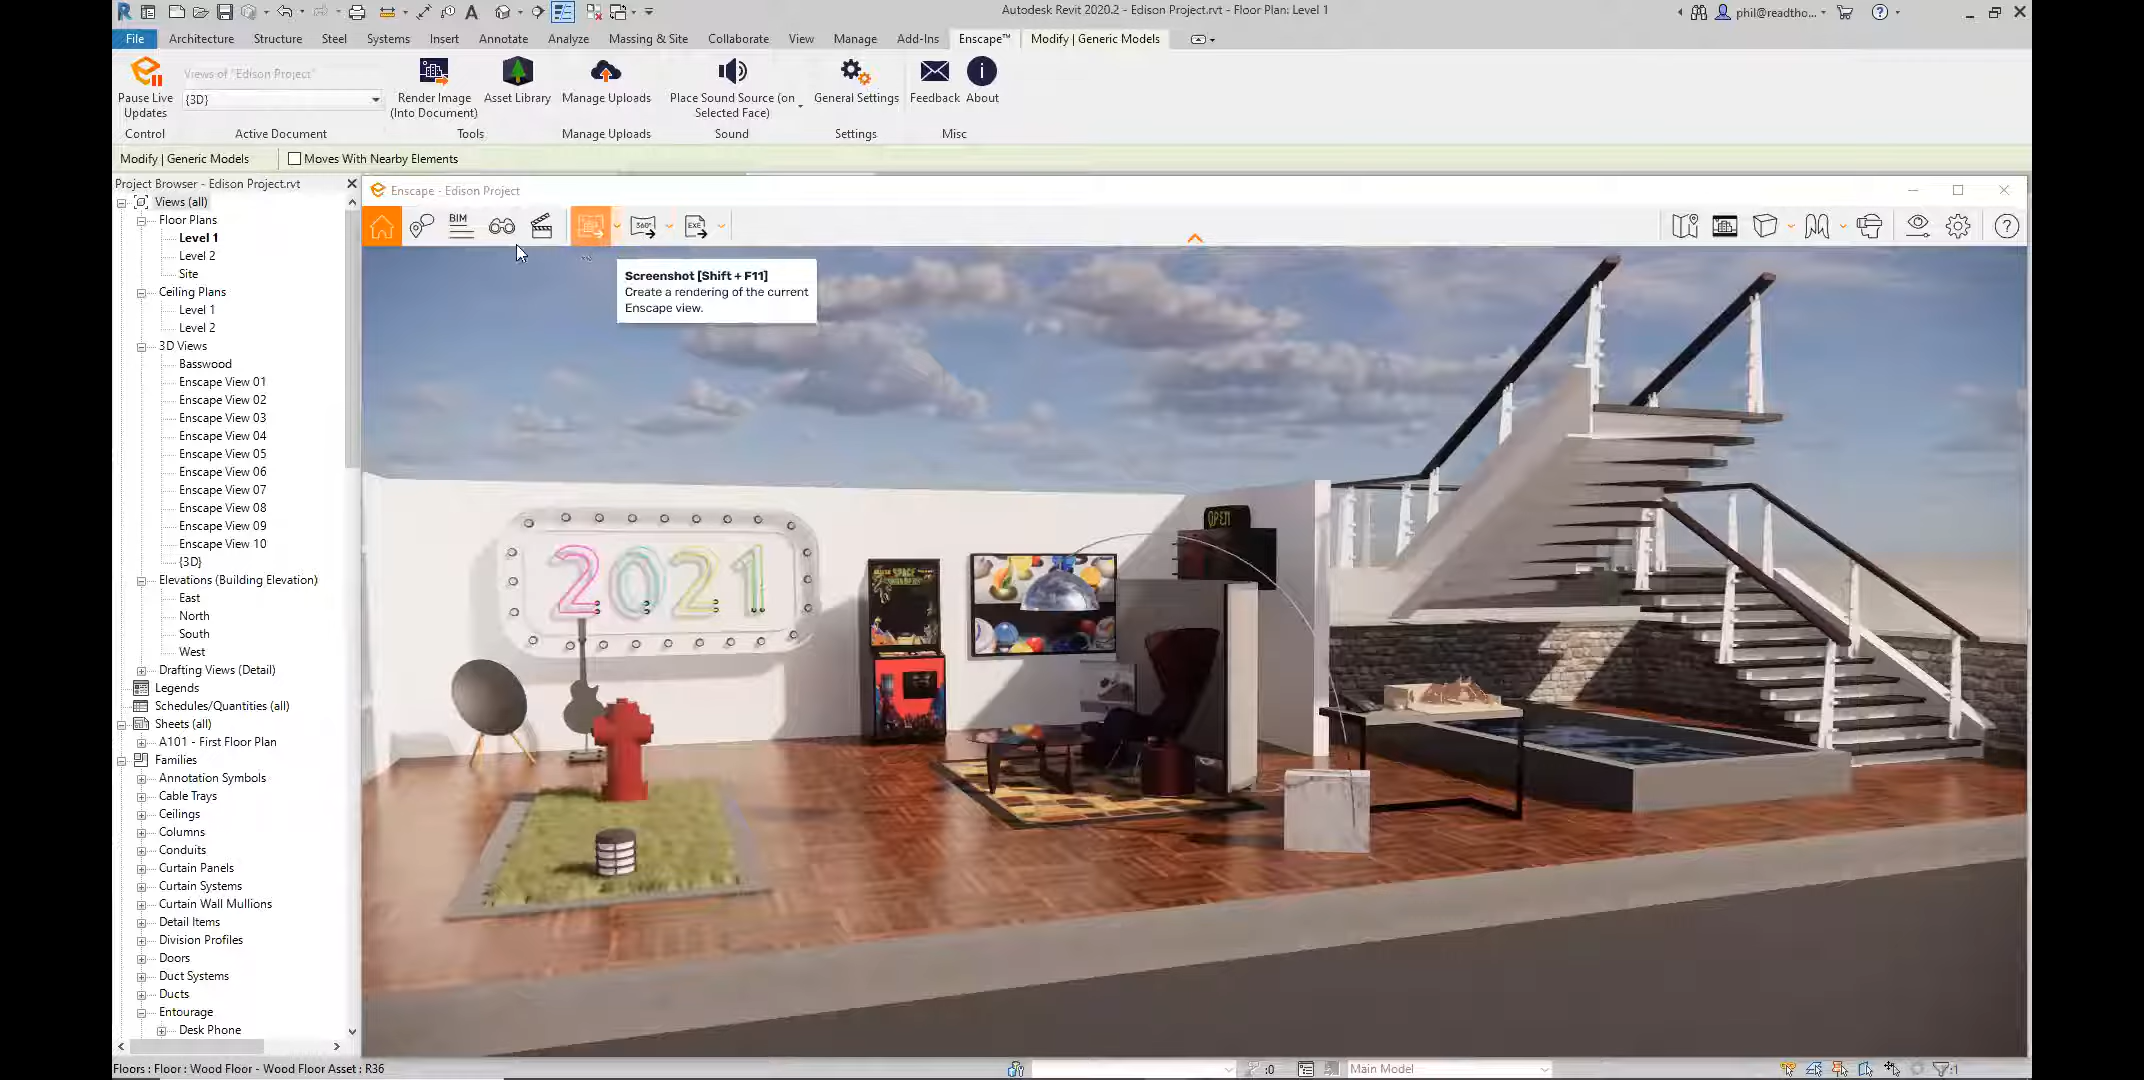 Autodesk Revit 2020.2 - Edison Project.rvt - Floor Plan: Level 1
phil@readtho...
File Architecture Structure Steel Systems Insert Annotate Analyze Massing & Site Collaborate View Manage Add-Ins Enscape™ Modify | Generic Models
Pause Live
Updates
Control
Views of "Edison Project"
{3D}
Active Document
Render Image
(Into Document)
Asset Library
Tools
Manage Uploads
Manage Uploads
Place Sound Source (on
Selected Face)
Sound
General Settings
Settings
Feedback
About
Misc
Modify | Generic Models
Moves With Nearby Elements
Project Browser - Edison Project.rvt
Views (all)
Floor Plans
Level 1
Level 2
Site
Ceiling Plans
Level 1
Level 2
3D Views
Basswood
Enscape View 01
Enscape View 02
Enscape View 03
Enscape View 04
Enscape View 05
Enscape View 06
Enscape View 07
Enscape View 08
Enscape View 09
Enscape View 10
{3D}
Elevations (Building Elevation)
East
North
South
West
Drafting Views (Detail)
Legends
Schedules/Quantities (all)
Sheets (all)
A101 - First Floor Plan
Families
Annotation Symbols
Cable Trays
Ceilings
Columns
Conduits
Curtain Panels
Curtain Systems
Curtain Wall Mullions
Detail Items
Division Profiles
Doors
Duct Systems
Ducts
Entourage
Desk Phone
Enscape - Edison Project
BIM
360°
EXE
Screenshot [Shift + F11]
Create a rendering of the current
Enscape view.
2021
SPACE
OPEN
Floors : Floor : Wood Floor - Wood Floor Asset : R36
:0
Main Model
:1